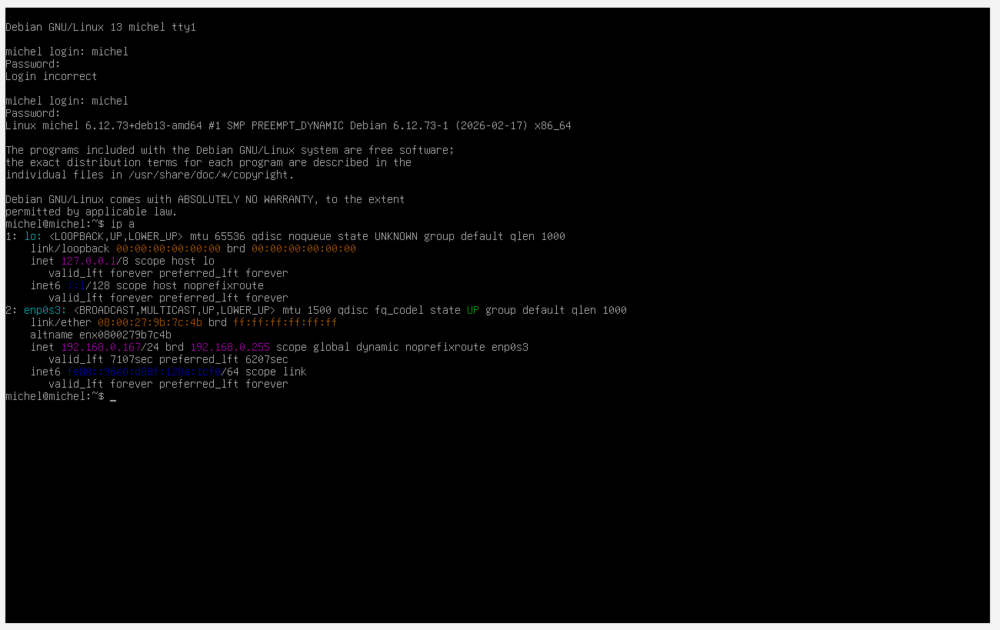 Debian GNU/Linux 13 michel tty1
michel login: michel
Password:
Login incorrect
michel login: michel
Password:
Linux michel 6.12.73+deb13-amd64 #1 SMP PREEMPT_DYNAMIC Debian 6.12.73-1 (2026-02-17) x86_64
The programs included with the Debian GNU/Linux system are free software;
the exact distribution terms for each program are described in the
individual files in /usr/share/doc/*/copyright.
Debian GNU/Linux comes with ABSOLUTELY NO WARRANTY, to the extent
permitted by applicable law.
michel@michel:~$ ip a
1: lo: <LOOPBACK,UP,LOWER_UP> mtu 65536 qdisc noqueue state UNKNOWN group default qlen 1000
link/loopback 00:00:00:00:00:00 brd 00:00:00:00:00:00
inet 127.0.0.1/8 scope host lo
valid_lft forever preferred_lft forever
inet6 ::1/128 scope host noprefixroute
valid_lft forever preferred_lft forever
2: enp0s3: <BROADCAST,MULTICAST,UP,LOWER_UP> mtu 1500 qdisc fq_codel state UP group default qlen 1000
link/ether 08:00:27:9b:7c:4b brd ff:ff:ff:ff:ff:ff
altname enx0800279b7c4b
inet 192.168.0.167/24 brd 192.168.0.255 scope global dynamic noprefixroute enp0s3
valid_lft 7107sec preferred_lft 6207sec
inet6 /64 scope link
valid_lft forever preferred_lft forever
michel@michel:~$ _